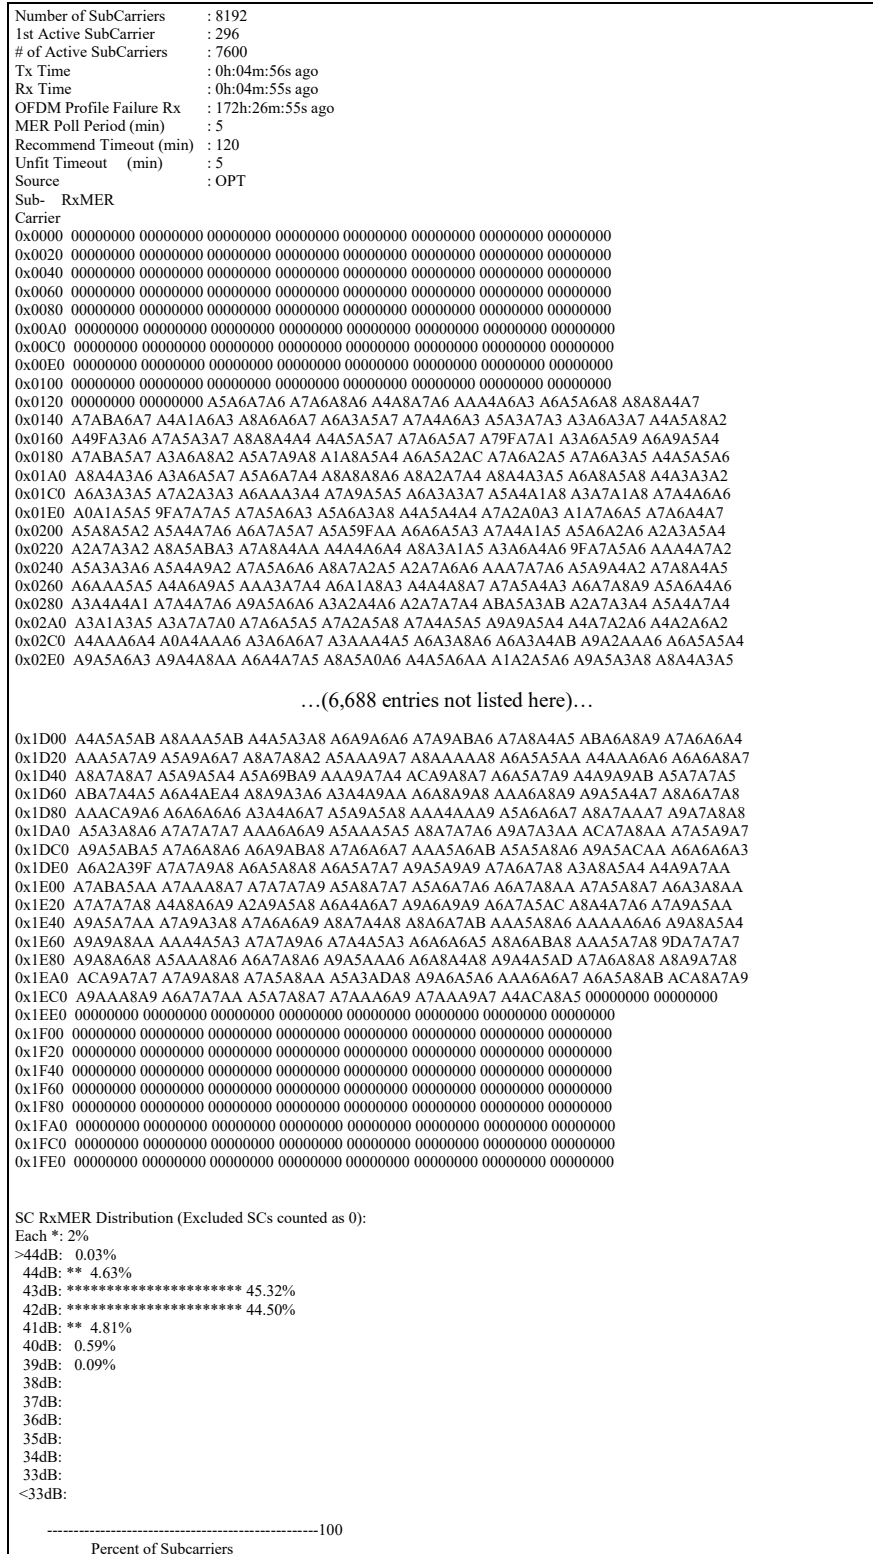 Number of SubCarriers : 8192
1st Active SubCarrier : 296
# of Active SubCarriers : 7600
Tx Time : 0h:04m:56s ago
Rx Time : 0h:04m:55s ago
OFDM Profile Failure Rx : 172h:26m:55s ago
MER Poll Period (min) : 5
Recommend Timeout (min) : 120
Unfit Timeout (min) : 5
Source : OPT
Sub- RxMER
Carrier
0x0000 00000000 00000000 00000000 00000000 00000000 00000000 00000000 00000000
0x0020 00000000 00000000 00000000 00000000 00000000 00000000 00000000 00000000
0x0040 00000000 00000000 00000000 00000000 00000000 00000000 00000000 00000000
0x0060 00000000 00000000 00000000 00000000 00000000 00000000 00000000 00000000
0x0080 00000000 00000000 00000000 00000000 00000000 00000000 00000000 00000000
0x00A0 00000000 00000000 00000000 00000000 00000000 00000000 00000000 00000000
0x00C0 00000000 00000000 00000000 00000000 00000000 00000000 00000000 00000000
0x00E0 00000000 00000000 00000000 00000000 00000000 00000000 00000000 00000000
0x0100 00000000 00000000 00000000 00000000 00000000 00000000 00000000 00000000
0x0120 00000000 00000000 A5A6A7A6 A7A6A8A6 A4A8A7A6 AAA4A6A3 A6A5A6A8 A8A8A4A7
0x0140 A7ABA6A7 A4A1A6A3 A8A6A6A7 A6A3A5A7 A7A4A6A3 A5A3A7A3 A3A6A3A7 A4A5A8A2
0x0160 A49FA3A6 A7A5A3A7 A8A8A4A4 A4A5A5A7 A7A6A5A7 A79FA7A1 A3A6A5A9 A6A9A5A4
0x0180 A7ABA5A7 A3A6A8A2 A5A7A9A8 A1A8A5A4 A6A5A2AC A7A6A2A5 A7A6A3A5 A4A5A5A6
0x01A0 A8A4A3A6 A3A6A5A7 A5A6A7A4 A8A8A8A6 A8A2A7A4 A8A4A3A5 A6A8A5A8 A4A3A3A2
0x01C0 A6A3A3A5 A7A2A3A3 A6AAA3A4 A7A9A5A5 A6A3A3A7 A5A4A1A8 A3A7A1A8 A7A4A6A6
0x01E0 A0A1A5A5 9FA7A7A5 A7A5A6A3 A5A6A3A8 A4A5A4A4 A7A2A0A3 A1A7A6A5 A7A6A4A7
0x0200 A5A8A5A2 A5A4A7A6 A6A7A5A7 A5A59FAA A6A6A5A3 A7A4A1A5 A5A6A2A6 A2A3A5A4
0x0220 A2A7A3A2 A8A5ABA3 A7A8A4AA A4A4A6A4 A8A3A1A5 A3A6A4A6 9FA7A5A6 AAA4A7A2
0x0240 A5A3A3A6 A5A4A9A2 A7A5A6A6 A8A7A2A5 A2A7A6A6 AAA7A7A6 A5A9A4A2 A7A8A4A5
0x0260 A6AAA5A5 A4A6A9A5 AAA3A7A4 A6A1A8A3 A4A4A8A7 A7A5A4A3 A6A7A8A9 A5A6A4A6
0x0280 A3A4A4A1 A7A4A7A6 A9A5A6A6 A3A2A4A6 A2A7A7A4 ABA5A3AB A2A7A3A4 A5A4A7A4
0x02A0 A3A1A3A5 A3A7A7A0 A7A6A5A5 A7A2A5A8 A7A4A5A5 A9A9A5A4 A4A7A2A6 A4A2A6A2
0x02C0 A4AAA6A4 A0A4AAA6 A3A6A6A7 A3AAA4A5 A6A3A8A6 A6A3A4AB A9A2AAA6 A6A5A5A4
0x02E0 A9A5A6A3 A9A4A8AA A6A4A7A5 A8A5A0A6 A4A5A6AA A1A2A5A6 A9A5A3A8 A8A4A3A5
…(6,688 entries not listed here)…
0x1D00 A4A5A5AB A8AAA5AB A4A5A3A8 A6A9A6A6 A7A9ABA6 A7A8A4A5 ABA6A8A9 A7A6A6A4
0x1D20 AAA5A7A9 A5A9A6A7 A8A7A8A2 A5AAA9A7 A8AAAAA8 A6A5A5AA A4AAA6A6 A6A6A8A7
0x1D40 A8A7A8A7 A5A9A5A4 A5A69BA9 AAA9A7A4 ACA9A8A7 A6A5A7A9 A4A9A9AB A5A7A7A5
0x1D60 ABA7A4A5 A6A4AEA4 A8A9A3A6 A3A4A9AA A6A8A9A8 AAA6A8A9 A9A5A4A7 A8A6A7A8
0x1D80 AAACA9A6 A6A6A6A6 A3A4A6A7 A5A9A5A8 AAA4AAA9 A5A6A6A7 A8A7AAA7 A9A7A8A8
0x1DA0 A5A3A8A6 A7A7A7A7 AAA6A6A9 A5AAA5A5 A8A7A7A6 A9A7A3AA ACA7A8AA A7A5A9A7
0x1DC0 A9A5ABA5 A7A6A8A6 A6A9ABA8 A7A6A6A7 AAA5A6AB A5A5A8A6 A9A5ACAA A6A6A6A3
0x1DE0 A6A2A39F A7A7A9A8 A6A5A8A8 A6A5A7A7 A9A5A9A9 A7A6A7A8 A3A8A5A4 A4A9A7AA
0x1E00 A7ABA5AA A7AAA8A7 A7A7A7A9 A5A8A7A7 A5A6A7A6 A6A7A8AA A7A5A8A7 A6A3A8AA
0x1E20 A7A7A7A8 A4A8A6A9 A2A9A5A8 A6A4A6A7 A9A6A9A9 A6A7A5AC A8A4A7A6 A7A9A5AA
0x1E40 A9A5A7AA A7A9A3A8 A7A6A6A9 A8A7A4A8 A8A6A7AB AAA5A8A6 AAAAA6A6 A9A8A5A4
0x1E60 A9A9A8AA AAA4A5A3 A7A7A9A6 A7A4A5A3 A6A6A6A5 A8A6ABA8 AAA5A7A8 9DA7A7A7
0x1E80 A9A8A6A8 A5AAA8A6 A6A7A8A6 A9A5AAA6 A6A8A4A8 A9A4A5AD A7A6A8A8 A8A9A7A8
0x1EA0 ACA9A7A7 A7A9A8A8 A7A5A8AA A5A3ADA8 A9A6A5A6 AAA6A6A7 A6A5A8AB ACA8A7A9
0x1EC0 A9AAA8A9 A6A7A7AA A5A7A8A7 A7AAA6A9 A7AAA9A7 A4ACA8A5 00000000 00000000
0x1EE0 00000000 00000000 00000000 00000000 00000000 00000000 00000000 00000000
0x1F00 00000000 00000000 00000000 00000000 00000000 00000000 00000000 00000000
0x1F20 00000000 00000000 00000000 00000000 00000000 00000000 00000000 00000000
0x1F40 00000000 00000000 00000000 00000000 00000000 00000000 00000000 00000000
0x1F60 00000000 00000000 00000000 00000000 00000000 00000000 00000000 00000000
0x1F80 00000000 00000000 00000000 00000000 00000000 00000000 00000000 00000000
0x1FA0 00000000 00000000 00000000 00000000 00000000 00000000 00000000 00000000
0x1FC0 00000000 00000000 00000000 00000000 00000000 00000000 00000000 00000000
0x1FE0 00000000 00000000 00000000 00000000 00000000 00000000 00000000 00000000
SC RxMER Distribution (Excluded SCs counted as 0):
Each *: 2%
>44dB: 0.03%
44dB: ** 4.63%
43dB: ********************** 45.32%
42dB: ********************** 44.50%
41dB: ** 4.81%
40dB: 0.59%
39dB: 0.09%
38dB:
37dB:
36dB:
35dB:
34dB:
33dB:
<33dB:
----------------------------------------------------100
Percent of Subcarriers